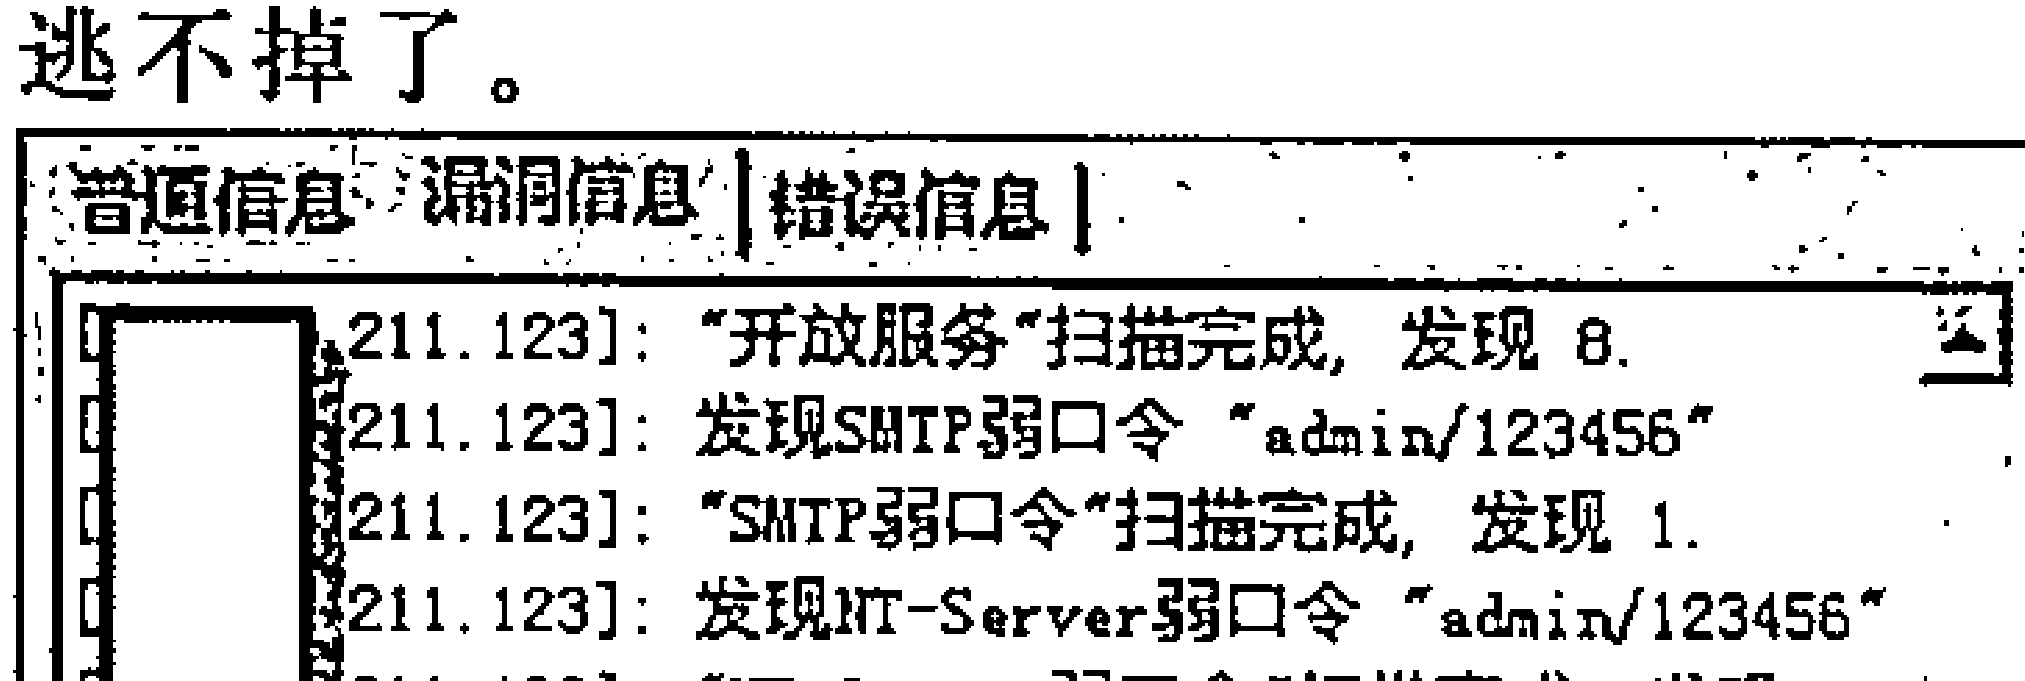 逃不掉了。
普通信息 漏洞信息 错误信息
211.123]: "开放服务"扫描完成, 发现 8.
211.123]: 发现SMTP弱口令 "admin/123456"
211.123]: "SMTP弱口令"扫描完成, 发现 1.
211.123]: 发现NT-Server弱口令 "admin/123456"